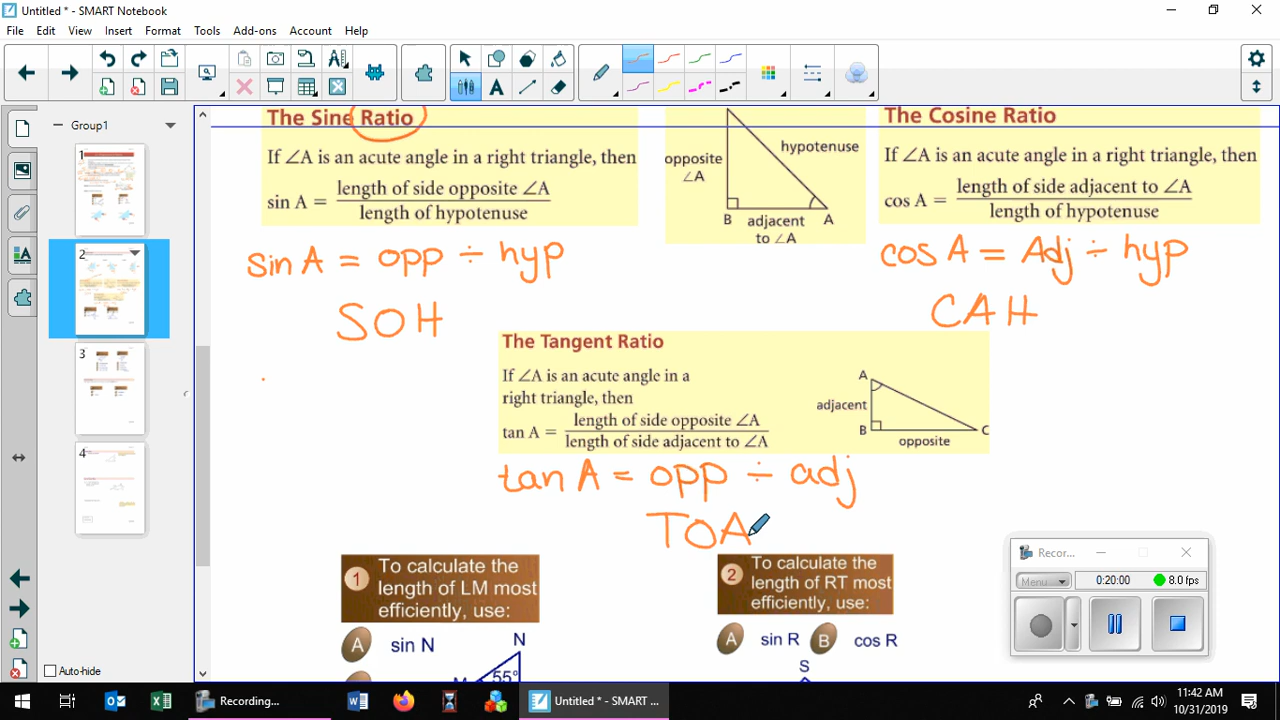 Untitled * - SMART Notebook
File Edit View Insert Format Tools Add-ons Account Help
Group1
1
2
3
4
Auto-hide
The Sine Ratio
If ∠A is an acute angle in a right triangle, then
sin A = length of side opposite ∠A
length of hypotenuse
sin A = opp ÷ hyp
SOH
opposite
∠A
hypotenuse
B
adjacent
to ∠A
A
The Cosine Ratio
If ∠A is an acute angle in a right triangle, then
cos A = length of side adjacent to ∠A
length of hypotenuse
cos A = Adj ÷ hyp
CAH
The Tangent Ratio
If ∠A is an acute angle in a
right triangle, then
tan A = length of side opposite ∠A
length of side adjacent to ∠A
A
adjacent
B
opposite
C
tan A = opp ÷ adj
TOA
1 To calculate the
length of LM most
efficiently, use:
A sin N
N
55°
2 To calculate the
length of RT most
efficiently, use:
A sin R B cos R
S
Recor...
Menu
0:20:00
8.0 fps
Recording...
Untitled * - SMART ...
11:42 AM
10/31/2019